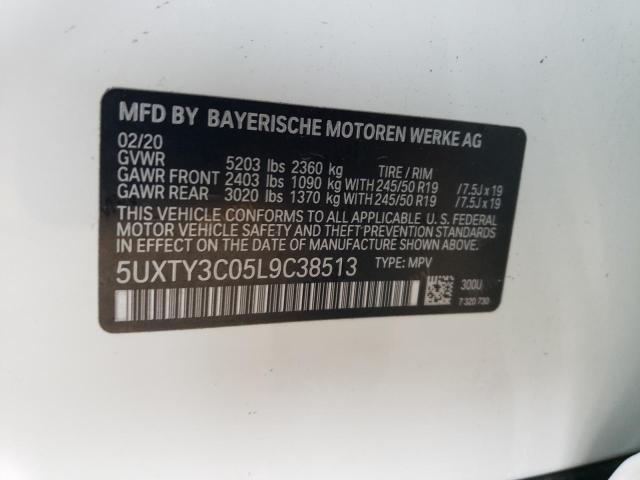 MFD BY BAYERISCHE MOTOREN WERKE AG
02/20
GVWR 5203 lbs 2360 kg TIRE / RIM
GAWR FRONT 2403 lbs 1090 kg WITH 245/50 R19 /7.5J x 19
GAWR REAR 3020 lbs 1370 kg WITH 245/50 R19 /7.5J x 19
THIS VEHICLE CONFORMS TO ALL APPLICABLE U. S. FEDERAL
MOTOR VEHICLE SAFETY, BUMPER AND THEFT PREVENTION STANDARDS
IN EFFECT ON THE DATE OF MANUFACTURE SHOWN ABOVE.
5UXTY3C05L9C38513 TYPE: MPV
300U
7 320 730